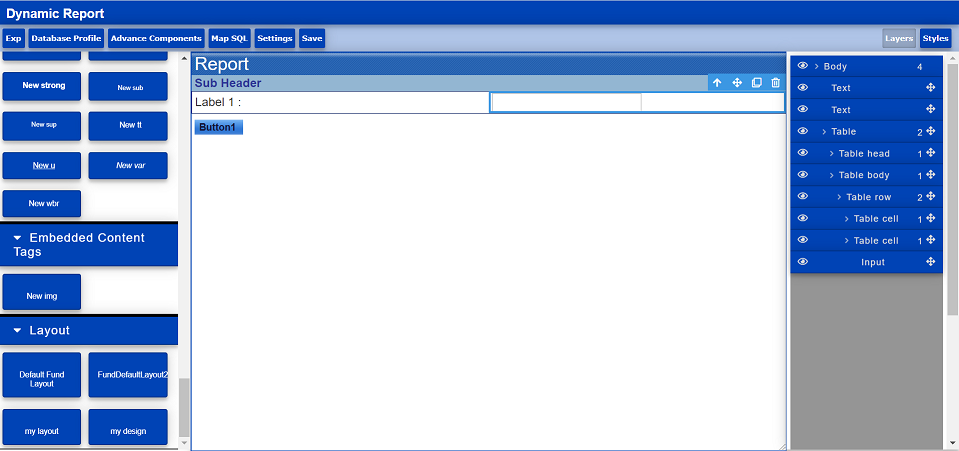 Dynamic Report
Exp Database Profile Advance Components Map SQL Settings Save Layers Styles
New strong New sub
New sup New tt
New u New var
New wbr
Embedded Content
Tags
New img
Layout
Default Fund
Layout
FundDefaultLayout2
my layout my design
Report
Sub Header
Label 1 :
Button1
Body 4
Text
Text
Table 2
Table head 1
Table body 1
Table row 2
Table cell 1
Table cell 1
Input